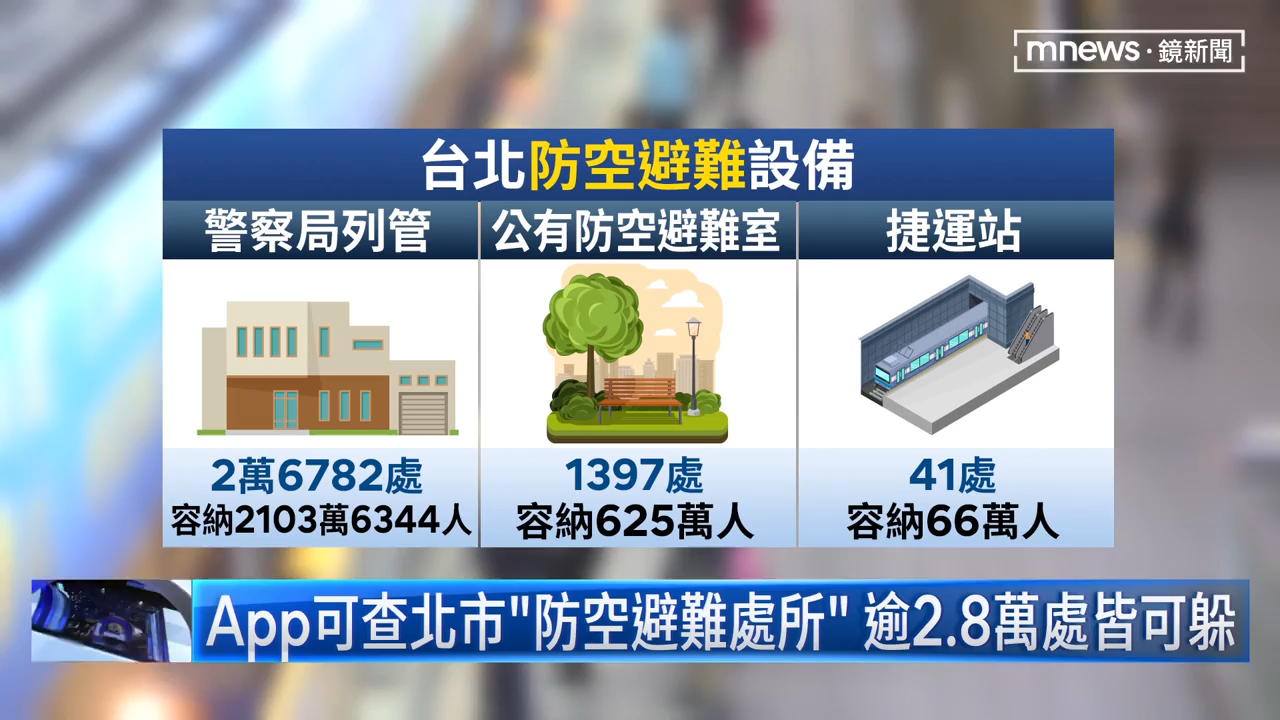 mnews·鏡新聞
台北防空避難設備
警察局列管
公有防空避難室
捷運站
2萬6782處
容納2103萬6344人
1397處
容納625萬人
41處
容納66萬人
App可查北市"防空避難處所" 逾2.8萬處皆可躲